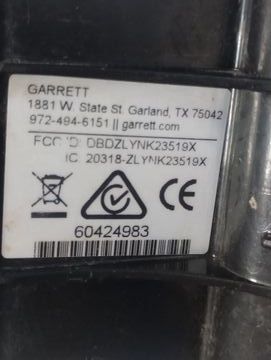 GARRETT
1881 W. State St. Garland, TX 75042
972-494-6151 || garrett.com
FCC ID: DBDZLYNK23519X
IC: 20318-ZLYNK23519X
60424983